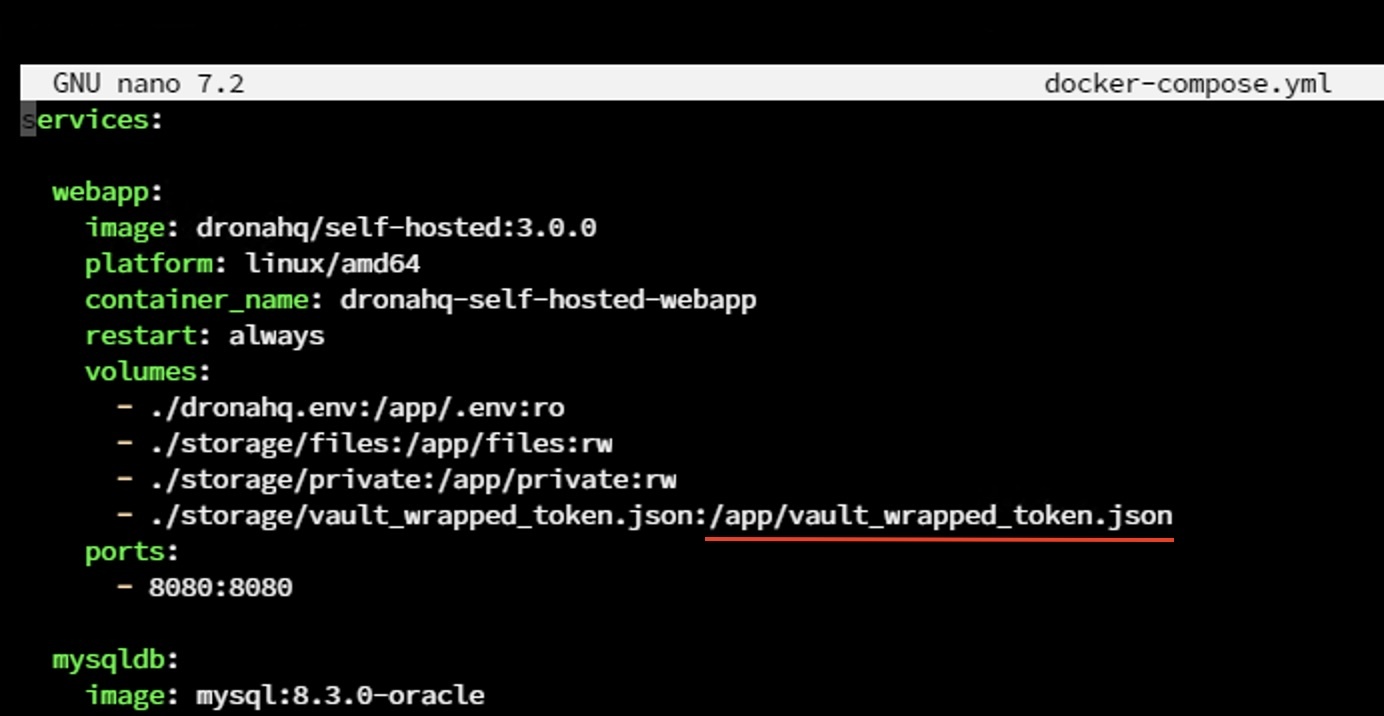 GNU nano 7.2 docker-compose.yml
services:
webapp:
image: dronahq/self-hosted:3.0.0
platform: linux/amd64
container_name: dronahq-self-hosted-webapp
restart: always
volumes:
- ./dronahq.env:/app/.env:ro
- ./storage/files:/app/files:rw
- ./storage/private:/app/private:rw
- ./storage/vault_wrapped_token.json:/app/vault_wrapped_token.json
ports:
- 8080:8080
mysqldb:
image: mysql:8.3.0-oracle